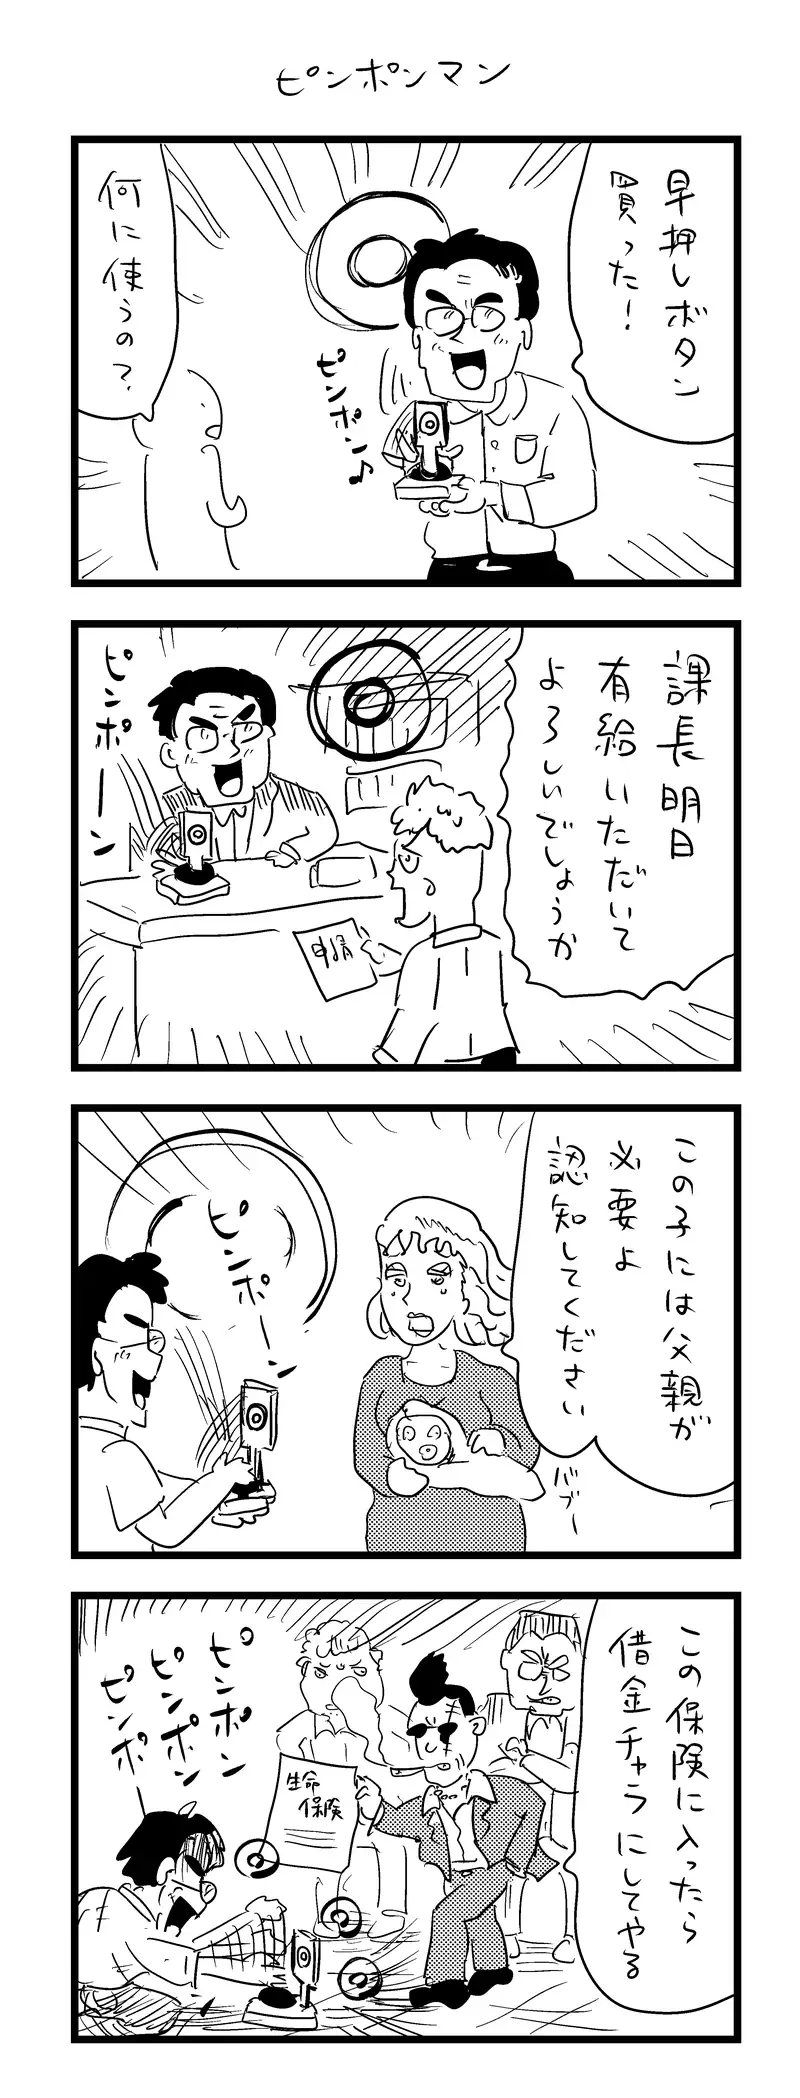 ピンポンマン
早押しボタン
買った！
ピンポン♪
何に使うの？
課長明日
有給いただいて
よろしいでしょうか
申請
ピンポーン
この子には父親が
必要よ
認知してください
バブー
ピンポーン
この保険に入ったら
借金チャラにしてやる
生命
保険
ピンポン
ピンポン
ピンポン